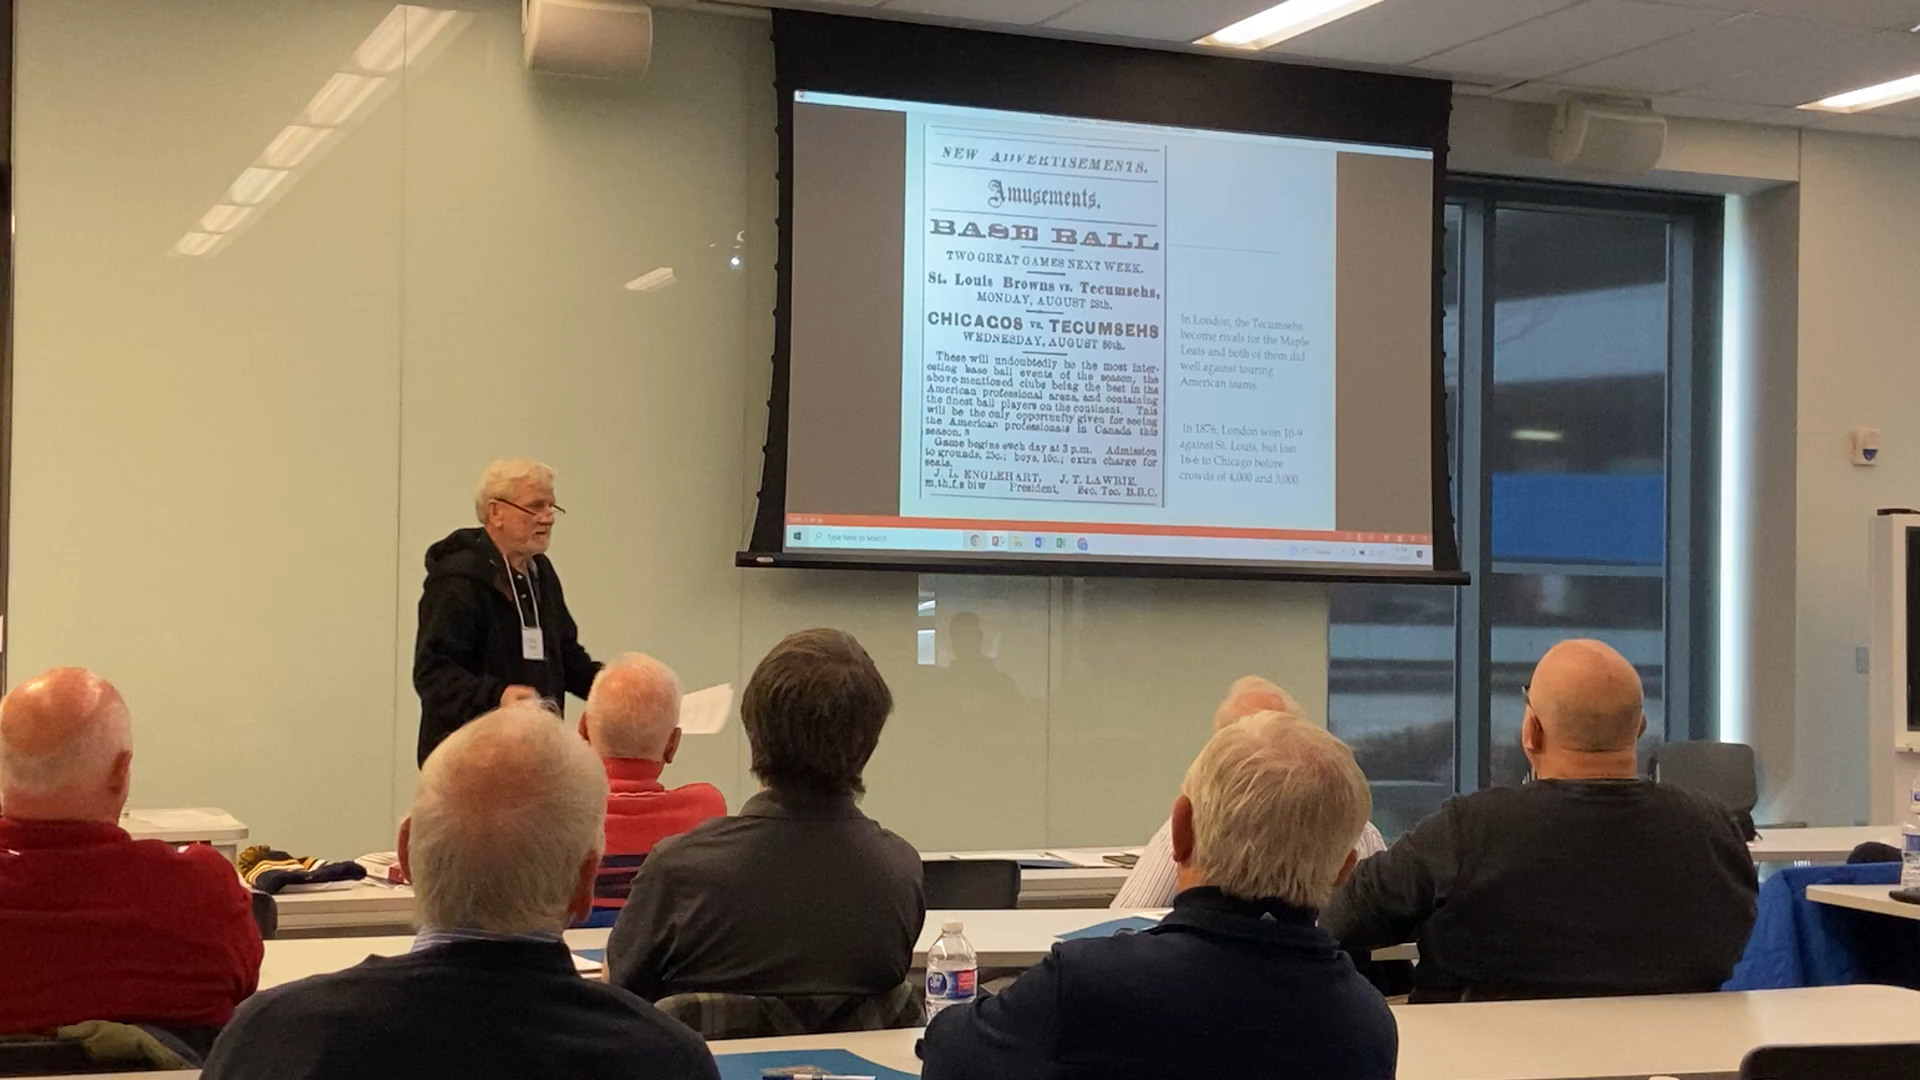 NEW ADVERTISEMENTS.
Amusements.
BASE BALL
TWO GREAT GAMES NEXT WEEK.
St. Louis Browns vs. Tecumsehs,
MONDAY, AUGUST 28th.
CHICAGOS vs. TECUMSEHS
WEDNESDAY, AUGUST 30th.
These will undoubtedly be the most inter-
esting base ball events of the season, the
above-mentioned clubs being the best in the
American professional arena, and containing
the finest ball players on the continent. This
will be the only opportunity given for seeing
the American professionals in Canada this
season.
Game begins each day at 3 p.m. Admission
to grounds, 25c.; boys, 10c.; extra charge for
seats.
J. L. ENGLEHART, J. T. LAWRIE,
m,th,f,s biw President, Sec. Tec. B.B.C.
In London, the Tecumsehs
become rivals for the Maple
Leafs and both of them did
well against touring
American teams.
In 1876, London won 10-9
against St. Louis, but lost
16-6 to Chicago before
crowds of 4,000 and 3,000.
Type here to search